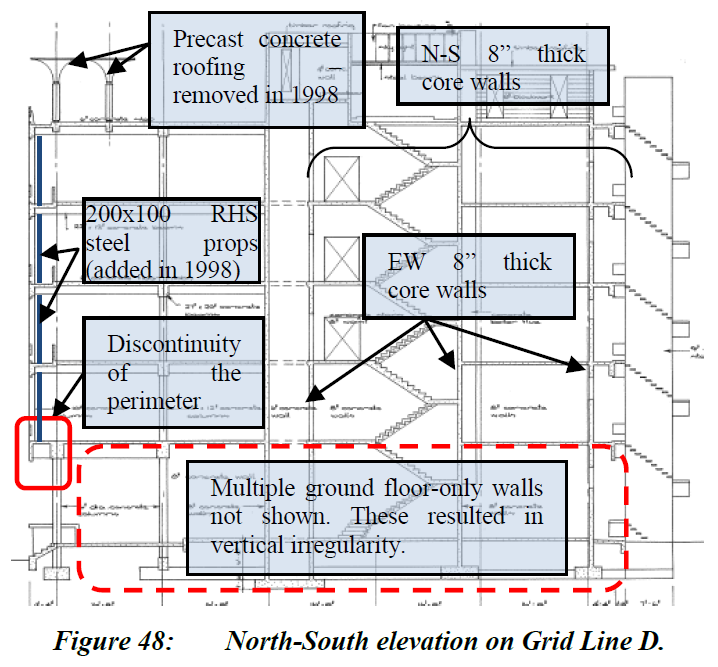 Precast concrete
roofing –
removed in 1998
N-S 8” thick
core walls
200x100 RHS
steel props
(added in 1998)
EW 8” thick
core walls
Discontinuity
of the
perimeter
Multiple ground floor-only walls
not shown. These resulted in
vertical irregularity.
Figure 48: North-South elevation on Grid Line D.